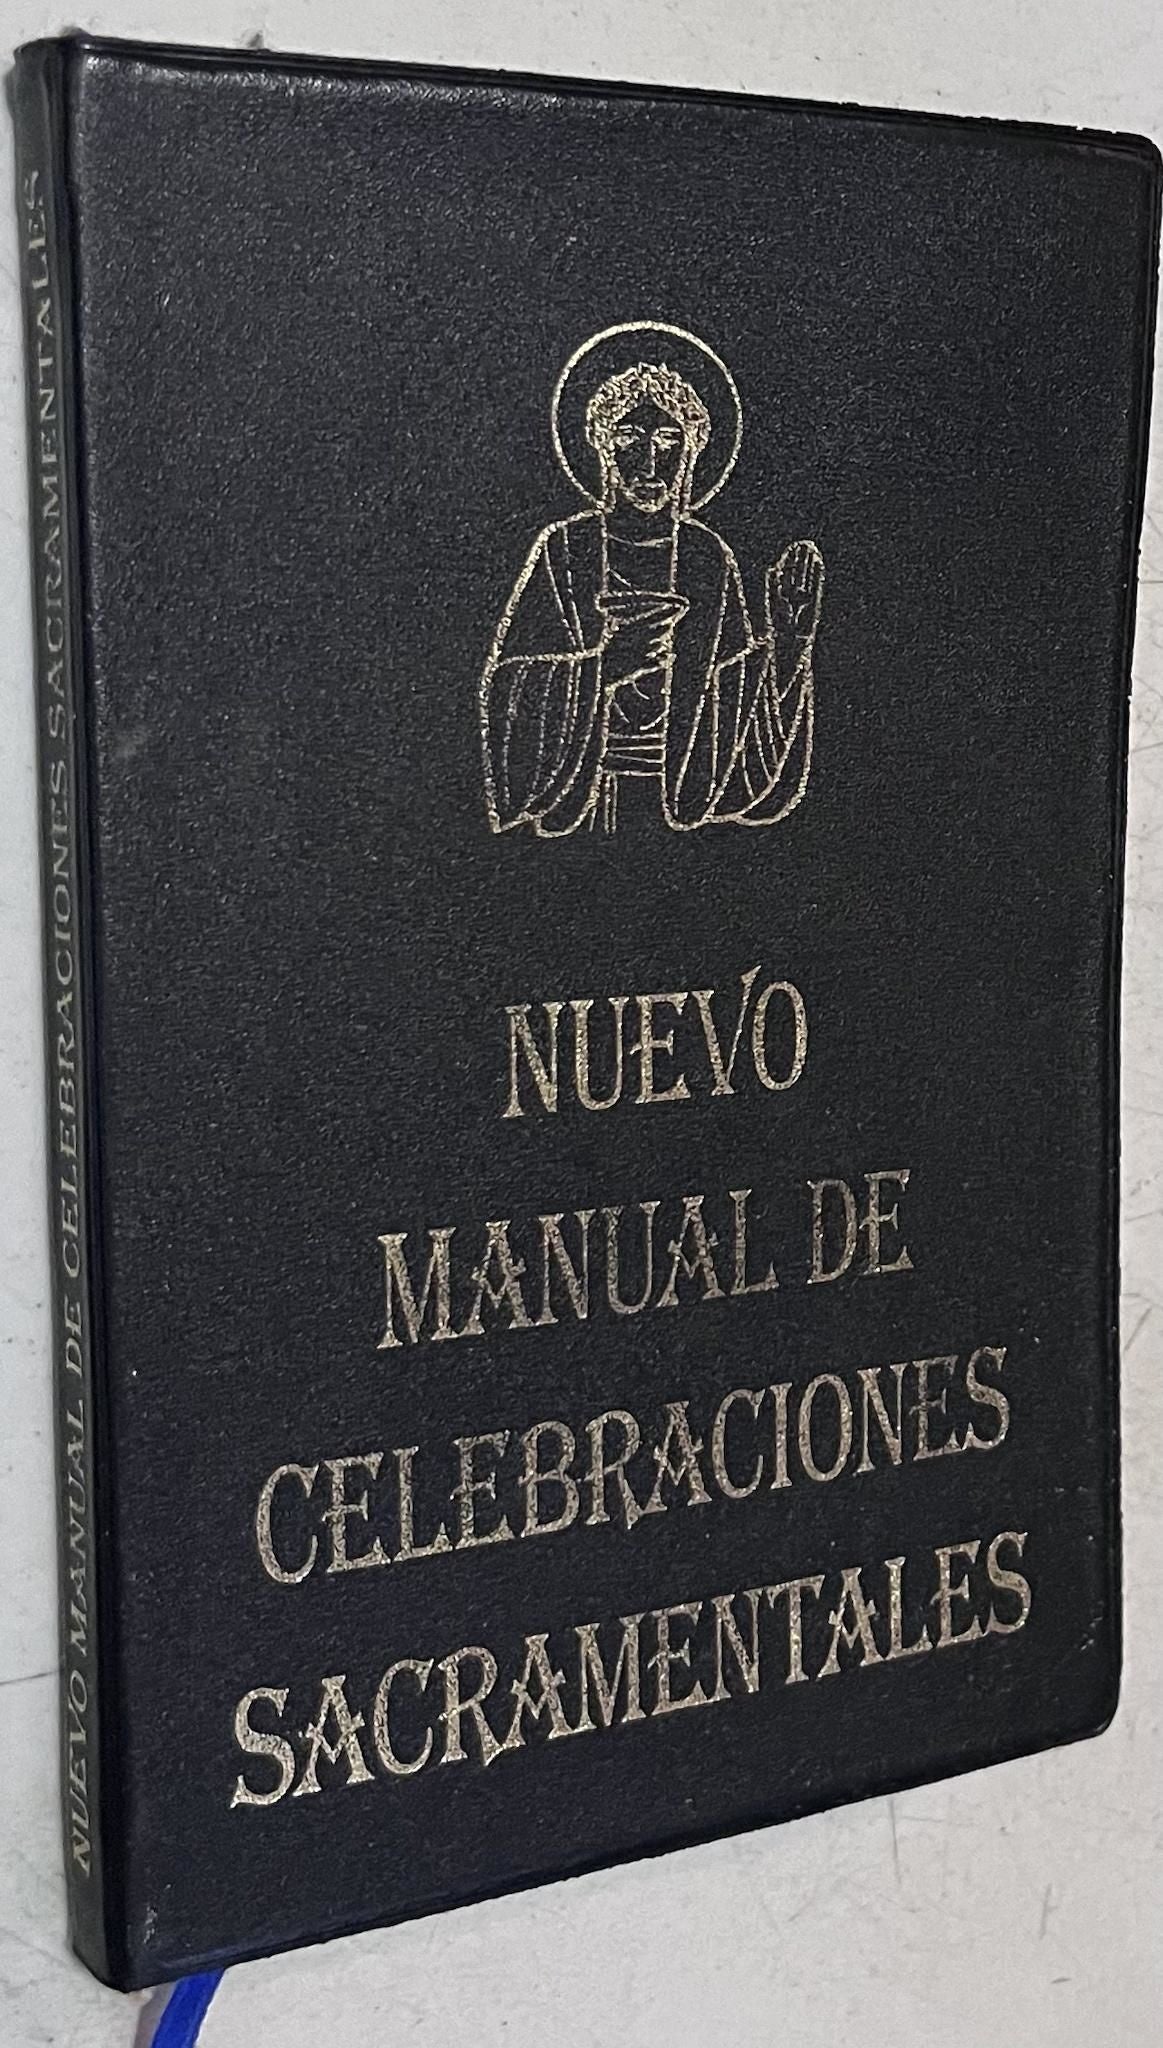 NUEVO
MANUAL DE
CELEBRACIONES
SACRAMENTALES
NUEVO MANUAL DE CELEBRACIONES SACRAMENTALES